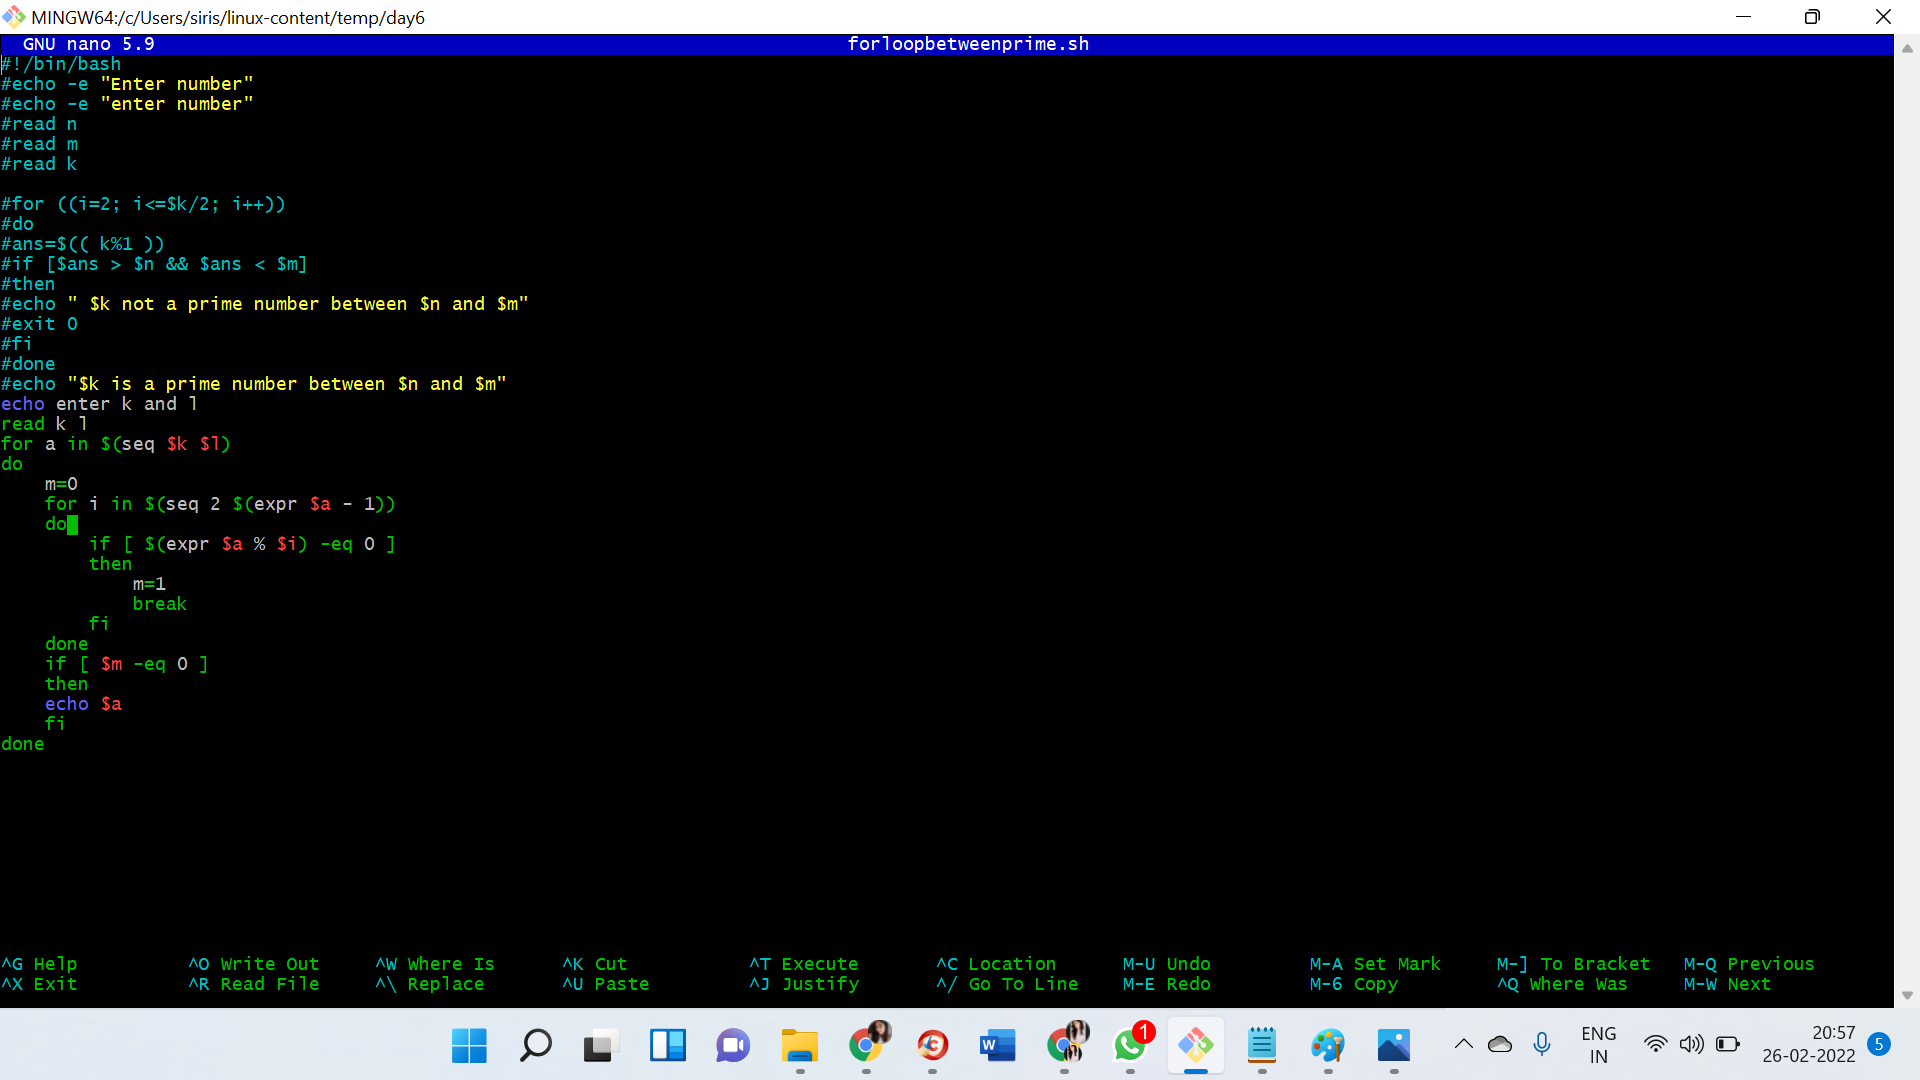 MINGW64:/c/Users/siris/linux-content/temp/day6
GNU nano 5.9 forloopbetweenprime.sh
#!/bin/bash
#echo -e "Enter number"
#echo -e "enter number"
#read n
#read m
#read k
#for ((i=2; i<=$k/2; i++))
#do
#ans=$(( k%1 ))
#if [$ans > $n && $ans < $m]
#then
#echo " $k not a prime number between $n and $m"
#exit 0
#fi
#done
#echo "$k is a prime number between $n and $m"
echo enter k and l
read k l
for a in $(seq $k $l)
do
    m=0
    for i in $(seq 2 $(expr $a - 1))
    do
        if [ $(expr $a % $i) -eq 0 ]
        then
            m=1
            break
        fi
    done
    if [ $m -eq 0 ]
    then
    echo $a
    fi
done
^G Help ^O Write Out ^W Where Is ^K Cut ^T Execute ^C Location M-U Undo M-A Set Mark M-] To Bracket M-Q Previous
^X Exit ^R Read File ^\ Replace ^U Paste ^J Justify ^/ Go To Line M-E Redo M-6 Copy ^Q Where Was M-W Next
W 1 ENG 20:57 5
IN 26-02-2022